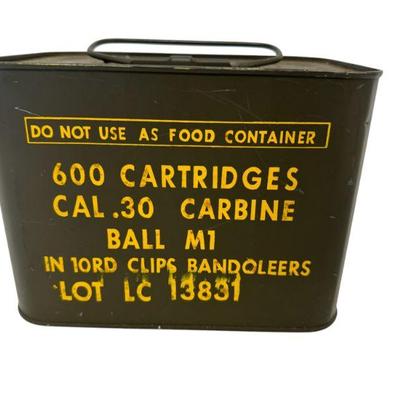 DO NOT USE AS FOOD CONTAINER
600 CARTRIDGES
CAL .30 CARBINE
BALL M1
IN 10RD CLIPS BANDOLEERS
LOT LC 13831